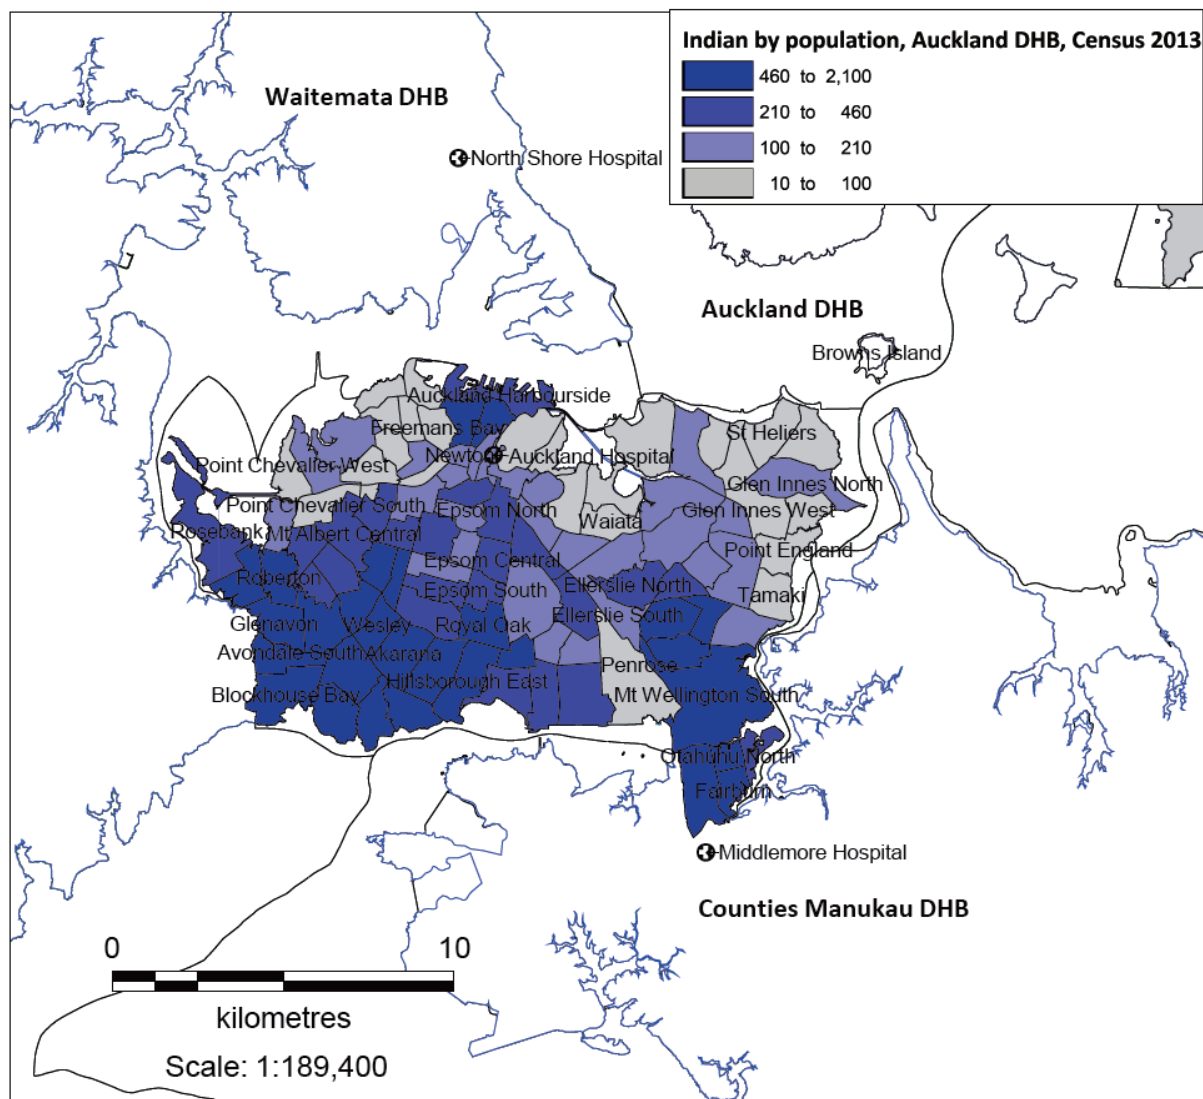 Indian by population, Auckland DHB, Census 2013
460 to 2,100
210 to 460
100 to 210
10 to 100
Waitemata DHB
North Shore Hospital
Auckland DHB
Browns Island
Auckland Harbourside
Freemans Bay
St Heliers
Newton
Auckland Hospital
Point Chevalier West
Glen Innes North
Point Chevalier South
Epsom North
Waiata
Glen Innes West
Rosebank
Mt Albert Central
Point England
Epsom Central
Roberton
Ellerslie North
Epsom South
Tamaki
Ellerslie South
Glenavon
Wesley
Royal Oak
Avondale South
Akarana
Penrose
Hillsborough East
Blockhouse Bay
Mt Wellington South
Otahuhu North
Fairburn
Middlemore Hospital
Counties Manukau DHB
0 10
kilometres
Scale: 1:189,400